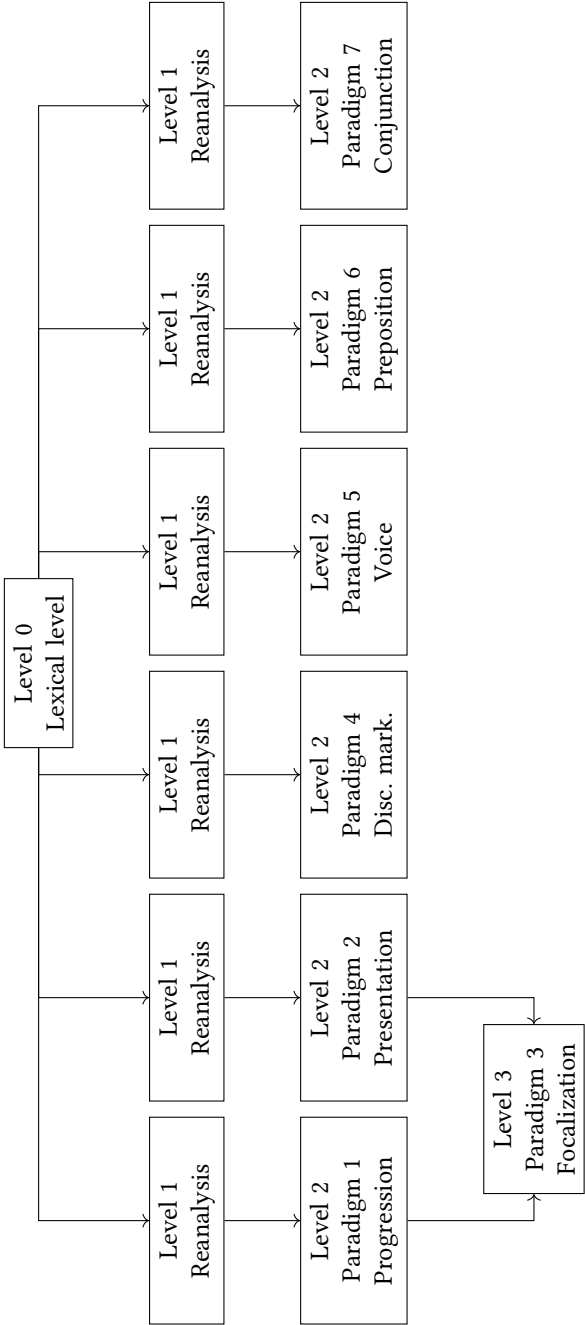 Level 0
Lexical level
Level 1
Reanalysis
Level 1
Reanalysis
Level 1
Reanalysis
Level 1
Reanalysis
Level 1
Reanalysis
Level 1
Reanalysis
Level 2
Paradigm 1
Progression
Level 2
Paradigm 2
Presentation
Level 2
Paradigm 4
Disc. mark.
Level 2
Paradigm 5
Voice
Level 2
Paradigm 6
Preposition
Level 2
Paradigm 7
Conjunction
Level 3
Paradigm 3
Focalization